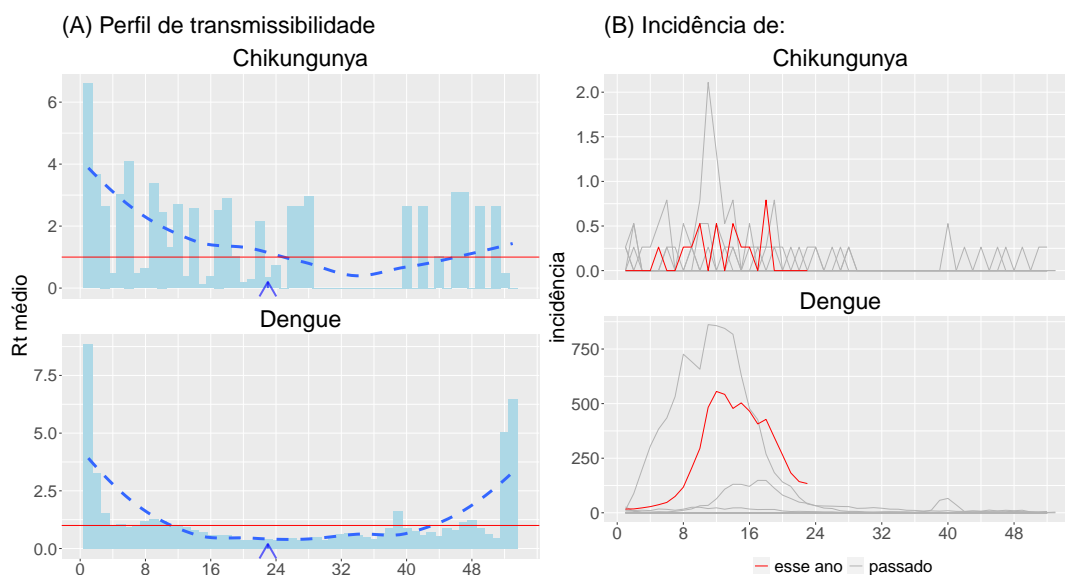 (A) Perfil de transmissibilidade
Chikungunya
6
4
2
0
Dengue
7.5
5.0
2.5
0.0
0 8 16 24 32 40 48
Rt médio
(B) Incidência de:
Chikungunya
2.0
1.5
1.0
0.5
0.0
Dengue
750
500
250
0
0 8 16 24 32 40 48
incidência
esse ano passado